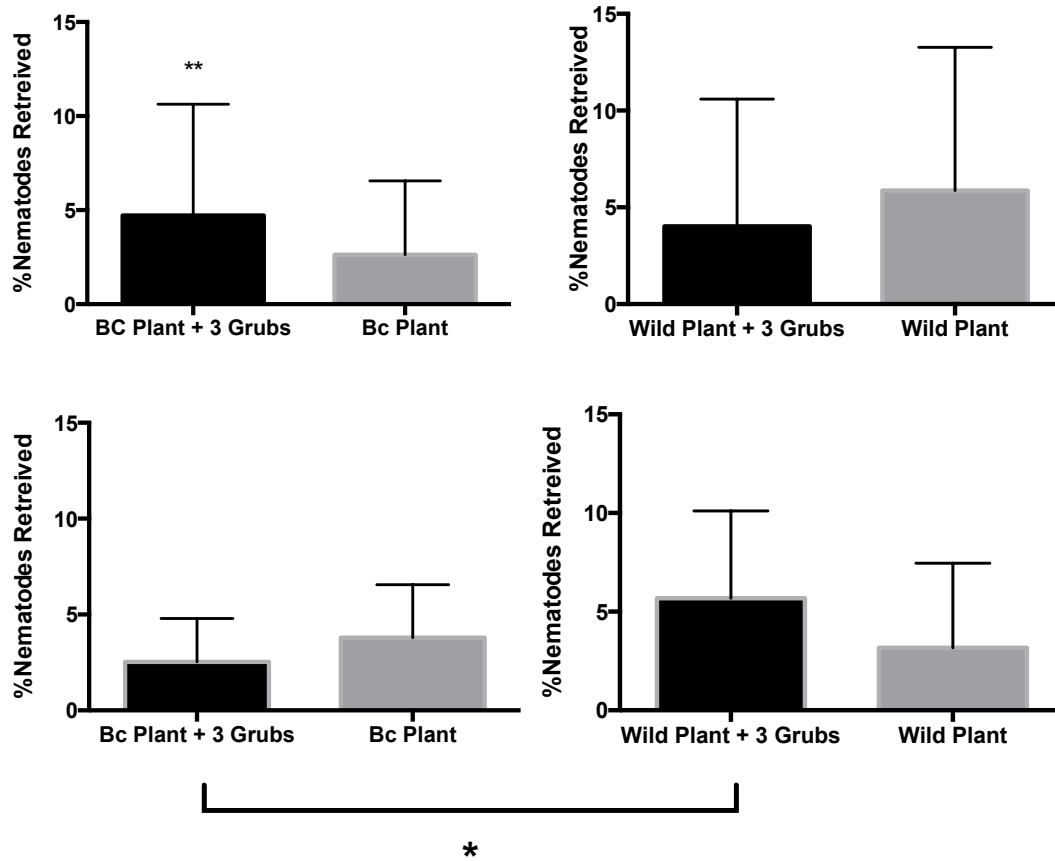 %Nematodes Retreived
15
10
5
0
**
BC Plant + 3 Grubs
Bc Plant
%Nematodes Retreived
15
10
5
0
Wild Plant + 3 Grubs
Wild Plant
%Nematodes Retreived
15
10
5
0
Bc Plant + 3 Grubs
Bc Plant
%Nematodes Retreived
15
10
5
0
Wild Plant + 3 Grubs
Wild Plant
*